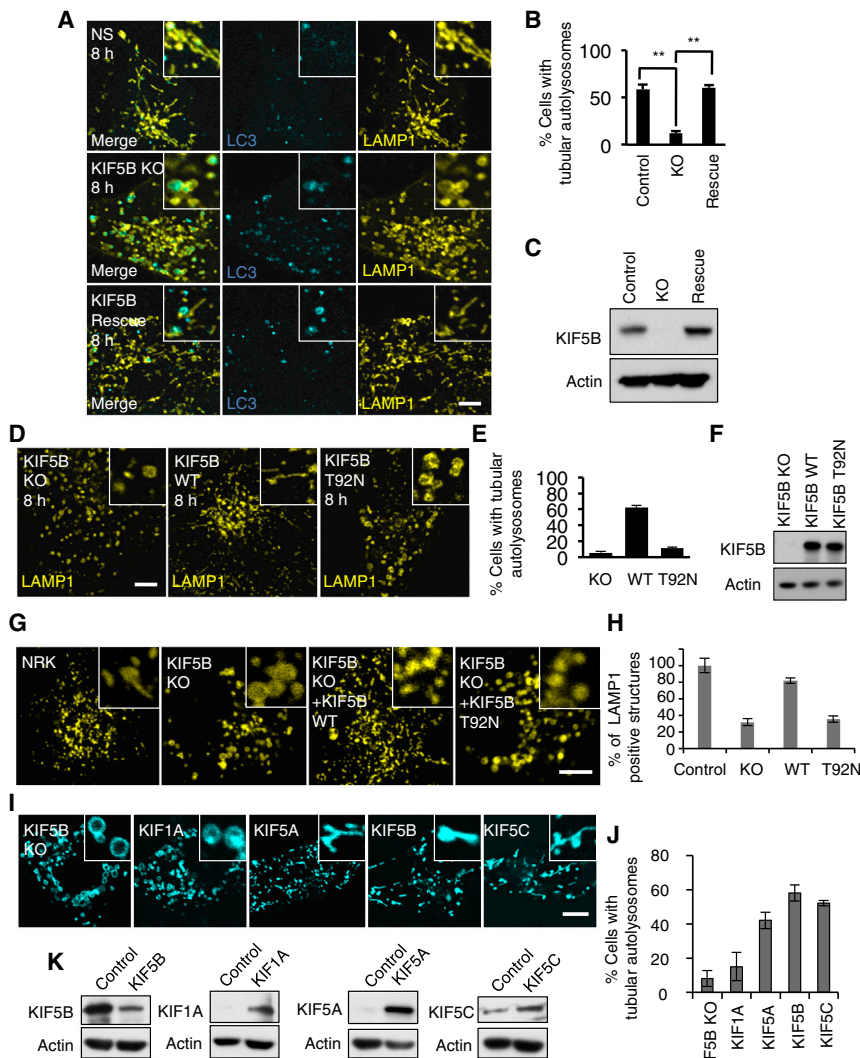 A
NS
8 h
Merge
LC3
LAMP1
KIF5B KO
8 h
Merge
LC3
LAMP1
KIF5B
Rescue
8 h
Merge
LC3
LAMP1
B
% Cells with
tubular autolysosomes
100
50
0
**
**
Control
KO
Rescue
C
Control
KO
Rescue
KIF5B
Actin
D
KIF5B
KO
8 h
LAMP1
KIF5B
WT
8 h
LAMP1
KIF5B
T92N
8 h
LAMP1
E
% Cells with tubular
autolysosomes
100
80
60
40
20
0
KO
WT
T92N
F
KIF5B KO
KIF5B WT
KIF5B T92N
KIF5B
Actin
G
NRK
KIF5B
KO
KIF5B
KO
+KIF5B
WT
KIF5B
KO
+KIF5B
T92N
H
% of LAMP1
positive structures
120
100
80
60
40
20
0
Control
KO
WT
T92N
I
KIF5B
KO
KIF1A
KIF5A
KIF5B
KIF5C
J
% Cells with
tubular autolysosomes
80
60
40
20
0
F5B KO
KIF1A
KIF5A
KIF5B
KIF5C
K
Control
KIF5B
KIF5B
Actin
Control
KIF1A
KIF1A
Actin
Control
KIF5A
KIF5A
Actin
Control
KIF5C
KIF5C
Actin